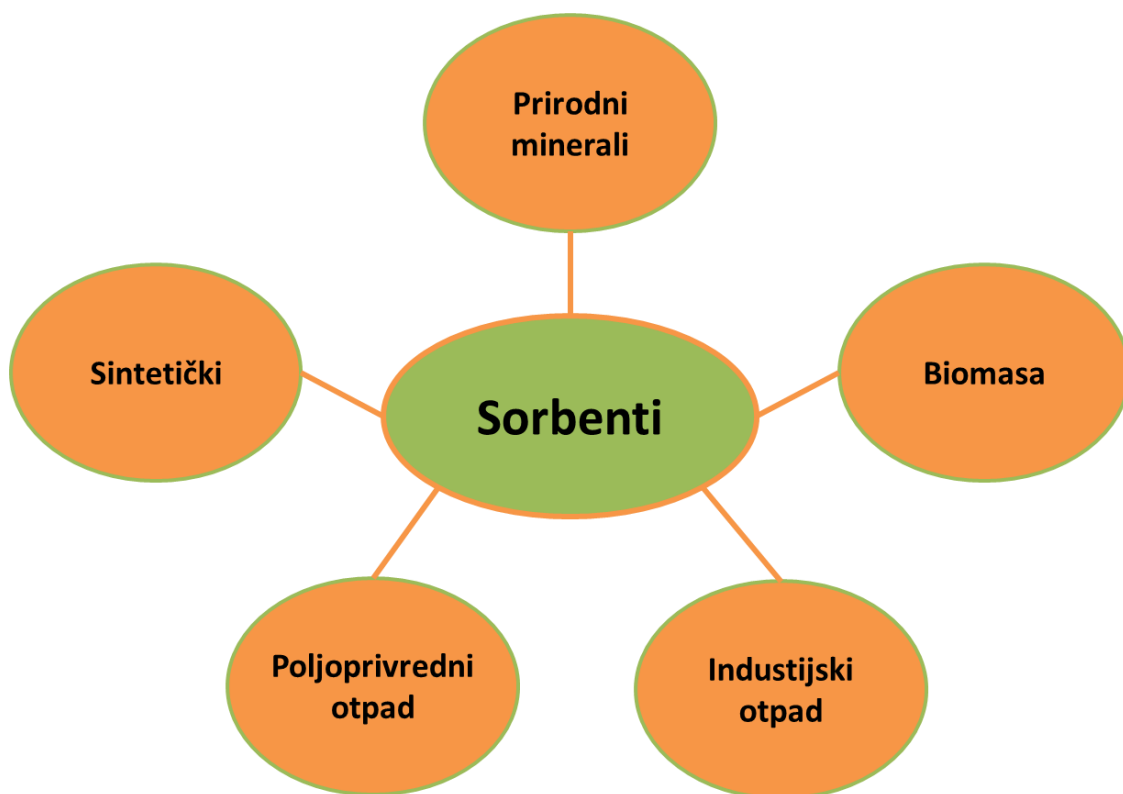 Prirodni
minerali
Sintetički
Biomasa
Sorbenti
Poljoprivredni
otpad
Industijski
otpad